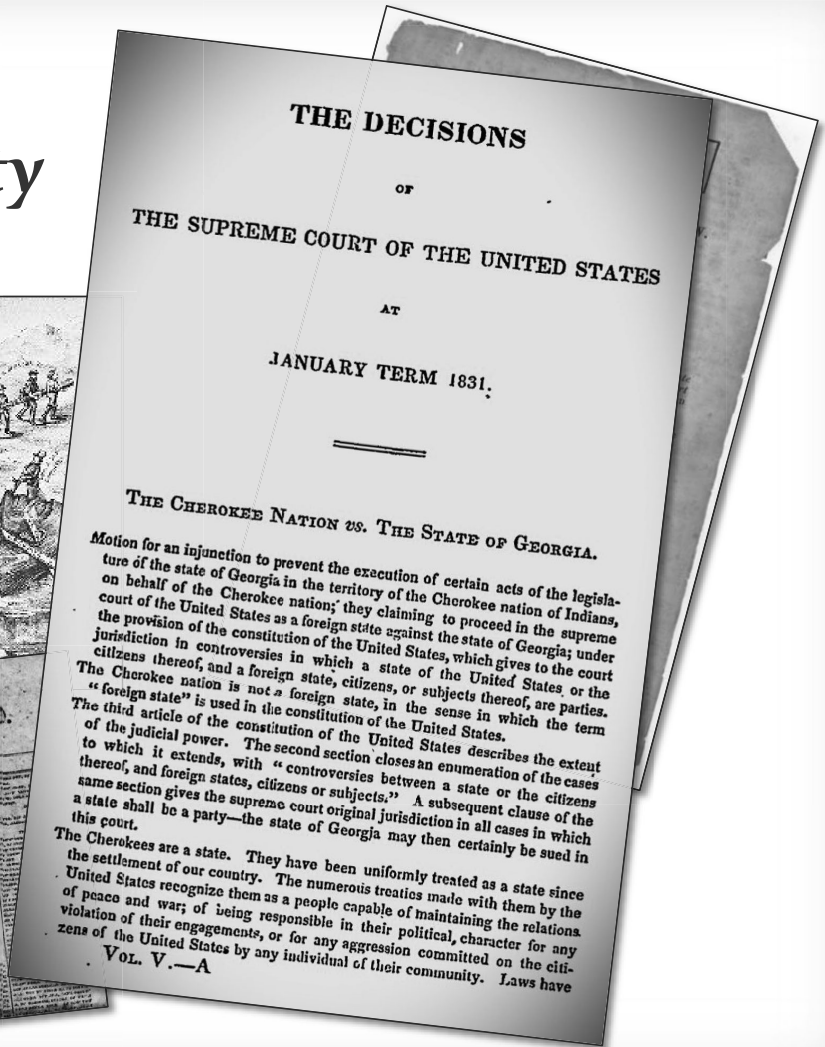 ty
THE DECISIONS
OF
THE SUPREME COURT OF THE UNITED STATES
AT
JANUARY TERM 1831.
THE CHEROKEE NATION vs. THE STATE OF GEORGIA.
Motion for an injunction to prevent the execution of certain acts of the legisla-
ture of the state of Georgia in the territory of the Cherokee nation of Indians,
on behalf of the Cherokee nation; they claiming to proceed in the supreme
court of the United States as a foreign state against the state of Georgia; under
the provision of the constitution of the United States, which gives to the court
jurisdiction in controversies in which a state of the United States or the
citizens thereof, and a foreign state, citizens, or subjects thereof, are parties.
The Cherokee nation is not a foreign state, in the sense in which the term
“foreign state” is used in the constitution of the United States.
The third article of the constitution of the United States describes the extent
of the judicial power. The second section closes an enumeration of the cases
to which it extends, with “controversies between a state or the citizens
thereof, and foreign states, citizens or subjects.” A subsequent clause of the
same section gives the supreme court original jurisdiction in all cases in which
a state shall be a party—the state of Georgia may then certainly be sued in
this court.
The Cherokees are a state. They have been uniformly treated as a state since
the settlement of our country. The numerous treaties made with them by the
United States recognize them as a people capable of maintaining the relations
of peace and war; of being responsible in their political character for any
violation of their engagements, or for any aggression committed on the citi-
zens of the United States by any individual of their community. Laws have
VOL. V.—A